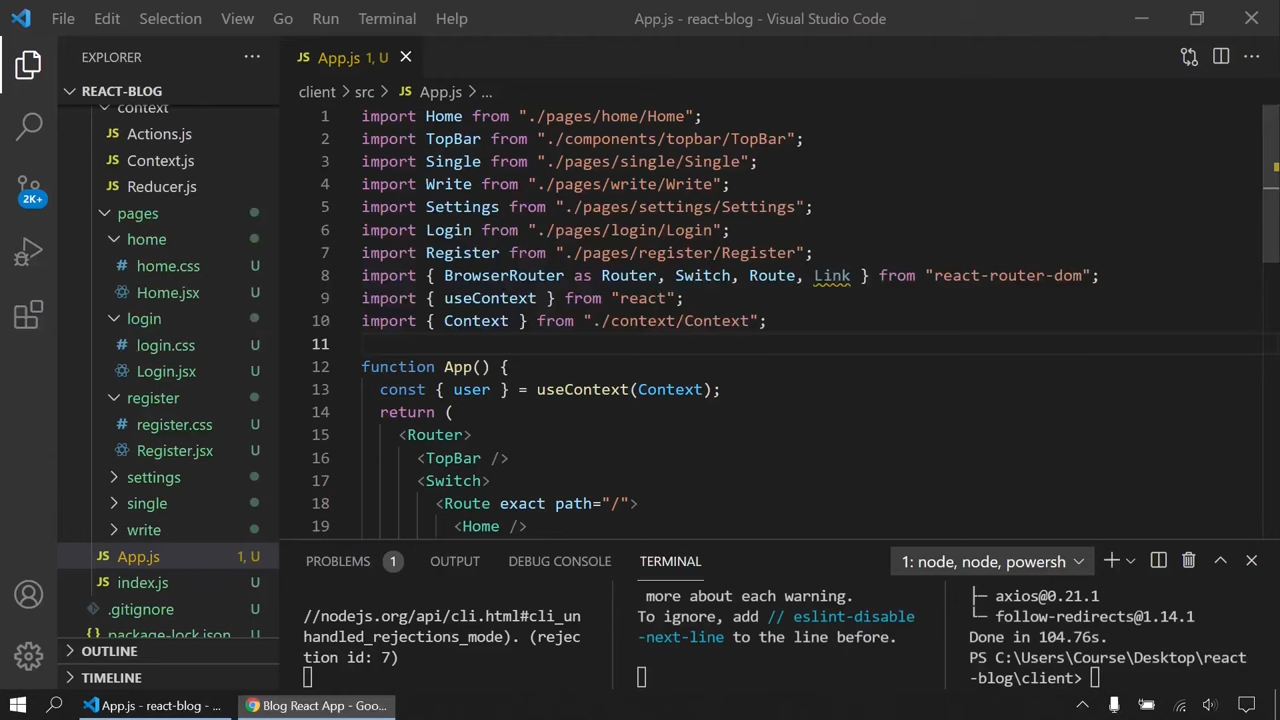 File Edit Selection View Go Run Terminal Help
App.js - react-blog - Visual Studio Code
EXPLORER
REACT-BLOG
context
JS Actions.js
JS Context.js
JS Reducer.js
pages
home
# home.css U
Home.jsx U
login
# login.css U
Login.jsx U
register
# register.css U
Register.jsx U
settings
single
write
JS App.js 1, U
JS index.js
.gitignore
{} package-lock.json
OUTLINE
TIMELINE
2K+
JS App.js 1, U
client > src > JS App.js > ...
1 import Home from "./pages/home/Home";
2 import TopBar from "./components/topbar/TopBar";
3 import Single from "./pages/single/Single";
4 import Write from "./pages/write/Write";
5 import Settings from "./pages/settings/Settings";
6 import Login from "./pages/login/Login";
7 import Register from "./pages/register/Register";
8 import { BrowserRouter as Router, Switch, Route, Link } from "react-router-dom";
9 import { useContext } from "react";
10 import { Context } from "./context/Context";
11
12 function App() {
13 const { user } = useContext(Context);
14 return (
15 <Router>
16 <TopBar />
17 <Switch>
18 <Route exact path="/">
19 <Home />
PROBLEMS 1 OUTPUT DEBUG CONSOLE TERMINAL
1: node, node, powersh
//nodejs.org/api/cli.html#cli_un
handled_rejections_mode). (rejec
tion id: 7)
more about each warning.
To ignore, add // eslint-disable
-next-line to the line before.
├─ axios@0.21.1
└─ follow-redirects@1.14.1
Done in 104.76s.
PS C:\Users\Course\Desktop\react
-blog\client>
App.js - react-blog - ...
Blog React App - Goo...